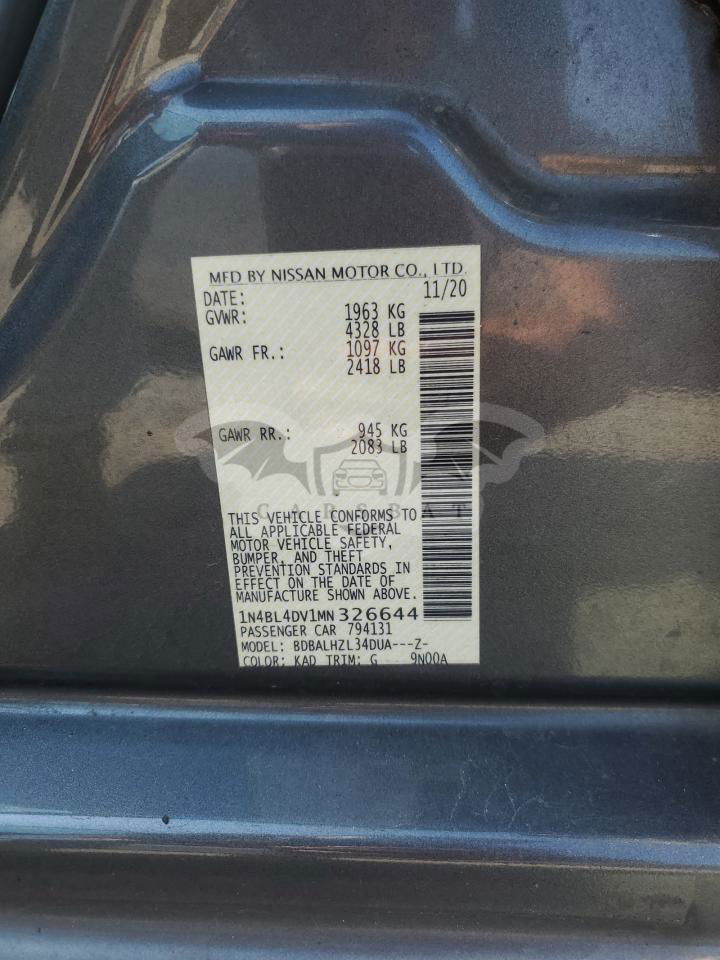 MFD BY NISSAN MOTOR CO., LTD.
DATE: 11/20
GVWR: 1963 KG
4328 LB
GAWR FR.: 1097 KG
2418 LB
GAWR RR.: 945 KG
2083 LB
CARSBAT
THIS VEHICLE CONFORMS TO
ALL APPLICABLE FEDERAL
MOTOR VEHICLE SAFETY,
BUMPER, AND THEFT
PREVENTION STANDARDS IN
EFFECT ON THE DATE OF
MANUFACTURE SHOWN ABOVE.
1N4BL4DV1MN326644
PASSENGER CAR 794131
MODEL: BDBALHZL34DUA---Z-
COLOR: KAD TRIM: G 9N00A